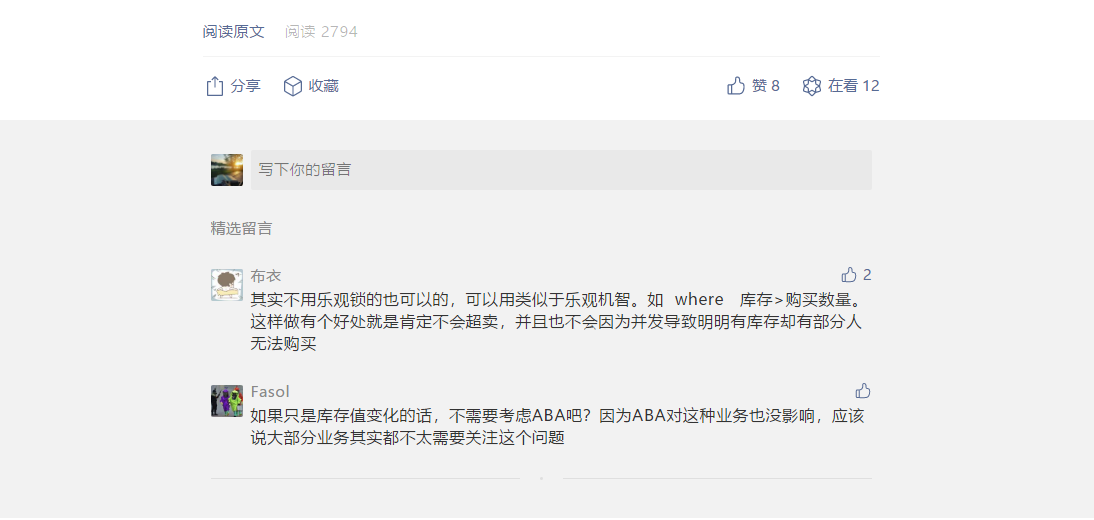 阅读原文 阅读 2794
分享 收藏 赞 8 在看 12
写下你的留言
精选留言
布衣 2
其实不用乐观锁的也可以的，可以用类似于乐观机智。如 where 库存>购买数量。
这样做有个好处就是肯定不会超卖，并且也不会因为并发导致明明有库存却有部分人
无法购买
Fasol
如果只是库存值变化的话，不需要考虑ABA吧？因为ABA对这种业务也没影响，应该
说大部分业务其实都不太需要关注这个问题